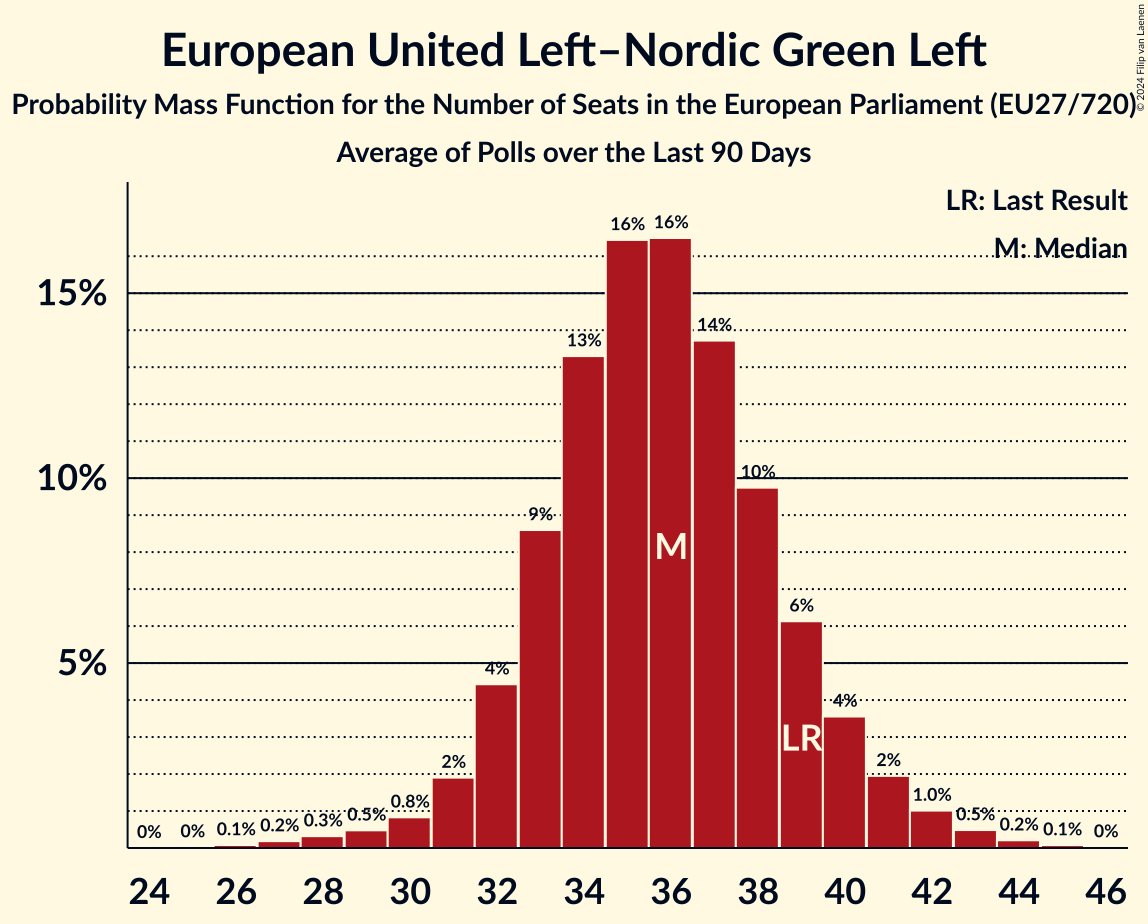 European United Left–Nordic Green Left
Probability Mass Function for the Number of Seats in the European Parliament (EU27/720)
Average of Polls over the Last 90 Days
© 2024 Filip van Laenen
LR: Last Result
M: Median
15%
10%
5%
0%
0%
0.1%
0.2%
0.3%
0.5%
0.8%
2%
4%
9%
13%
16%
16%
14%
10%
6%
4%
2%
1.0%
0.5%
0.2%
0.1%
0%
M
LR
24 26 28 30 32 34 36 38 40 42 44 46